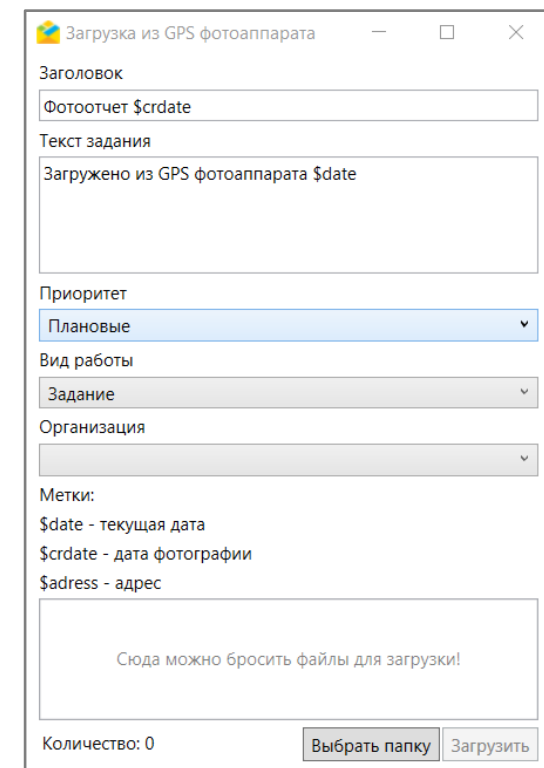 Загрузка из GPS фотоаппарата
Заголовок
Фотоотчет $crdate
Текст задания
Загружено из GPS фотоаппарата $date
Приоритет
Плановые
Вид работы
Задание
Организация
Метки:
$date - текущая дата
$crdate - дата фотографии
$adress - адрес
Сюда можно бросить файлы для загрузки!
Количество: 0 Выбрать папку Загрузить